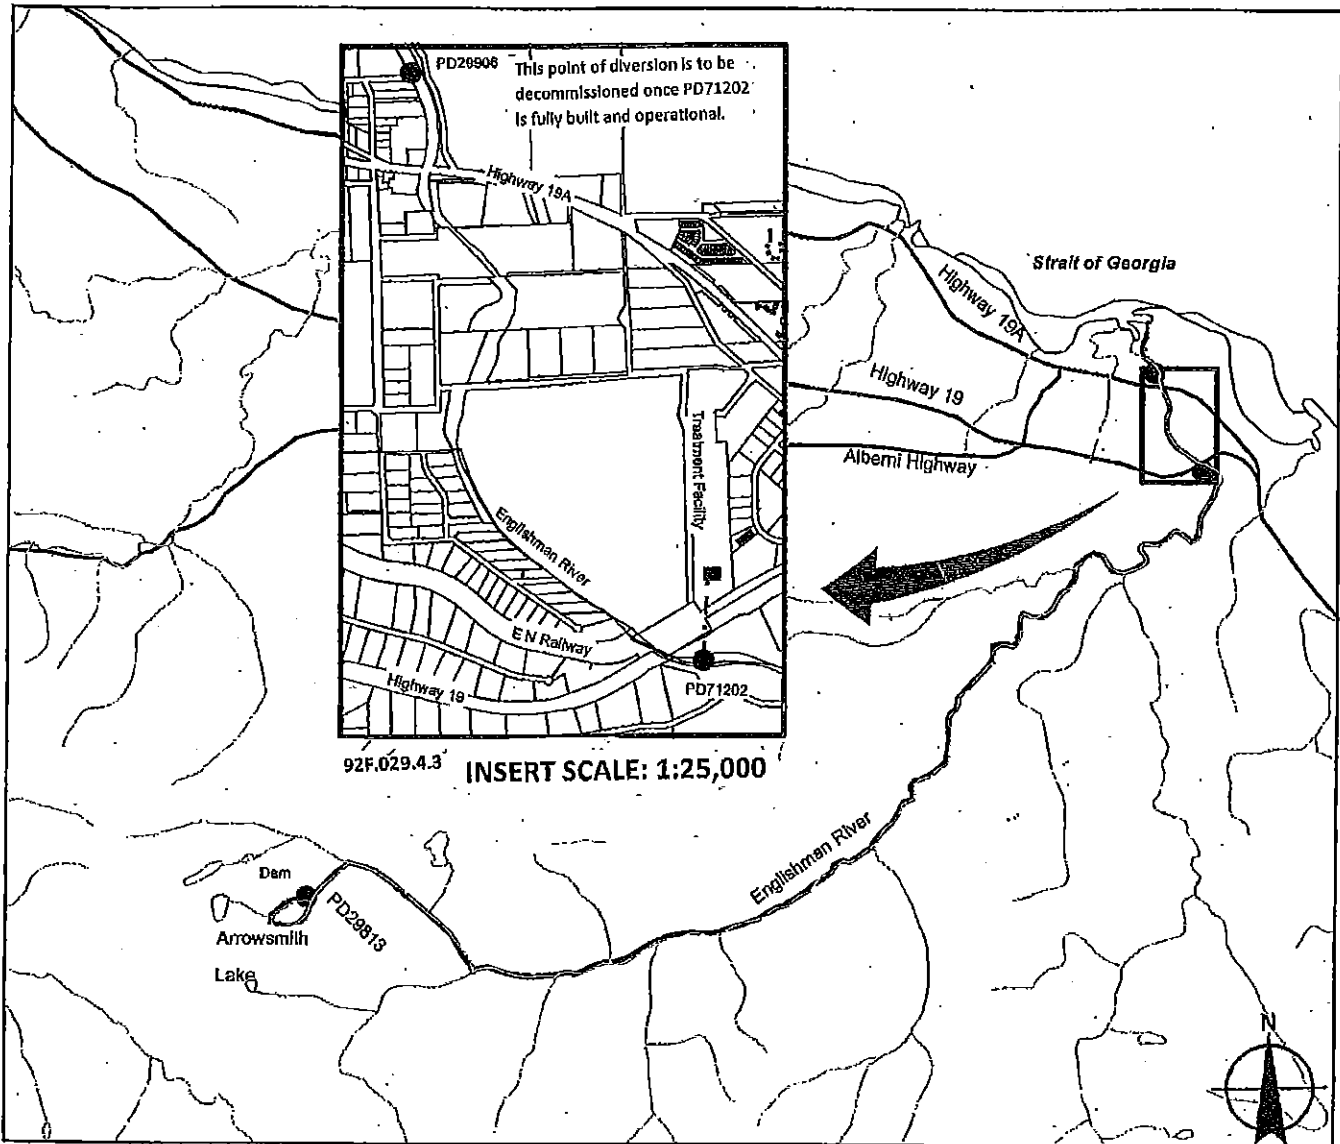 PD29906
This point of diversion is to be
decommissioned once PD71202
is fully built and operational.
Highway 19A
Treatment Facility
Englishman River
E N Railway
Highway 19
PD71202
92F.029.4.3
INSERT SCALE: 1:25,000
Strait of Georgia
Highway 19A
Highway 19
Alberni Highway
Englishman River
Dam
PD29813
Arrowsmith
Lake
N